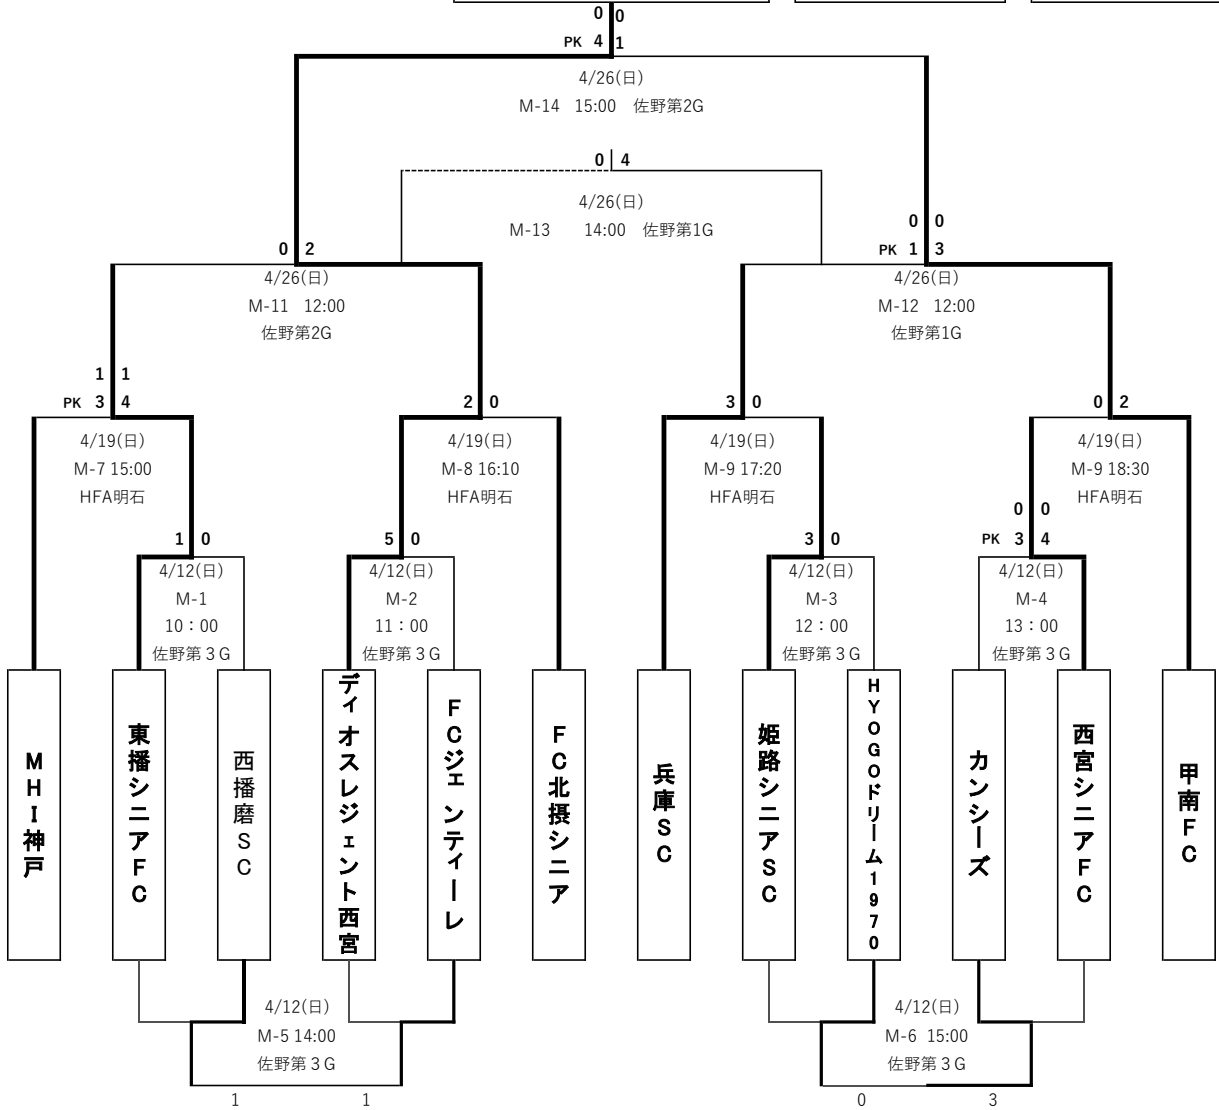 0 0
PK 4 1
4/26(日)
M-14 15:00 佐野第2G
0 4
4/26(日)
M-13 14:00 佐野第1G
0 0
PK 1 3
0 2
4/26(日)
M-11 12:00
佐野第2G
4/26(日)
M-12 12:00
佐野第1G
1 1
PK 3 4
2 0
3 0
0 2
4/19(日)
M-7 15:00
HFA明石
4/19(日)
M-8 16:10
HFA明石
4/19(日)
M-9 17:20
HFA明石
4/19(日)
M-9 18:30
HFA明石
1 0
5 0
3 0
0 0
PK 3 4
4/12(日)
M-1
10：00
佐野第３G
4/12(日)
M-2
11：00
佐野第３G
4/12(日)
M-3
12：00
佐野第３G
4/12(日)
M-4
13：00
佐野第３G
MHI神戸
東播シニアFC
西播磨SC
ディオスレジェント西宮
FCジェンティーレ
FC北摂シニア
兵庫SC
姫路シニアSC
HYOGOドリーム1970
カンシーズ
西宮シニアFC
甲南FC
4/12(日)
M-5 14:00
佐野第３G
1 1
4/12(日)
M-6 15:00
佐野第３G
0 3